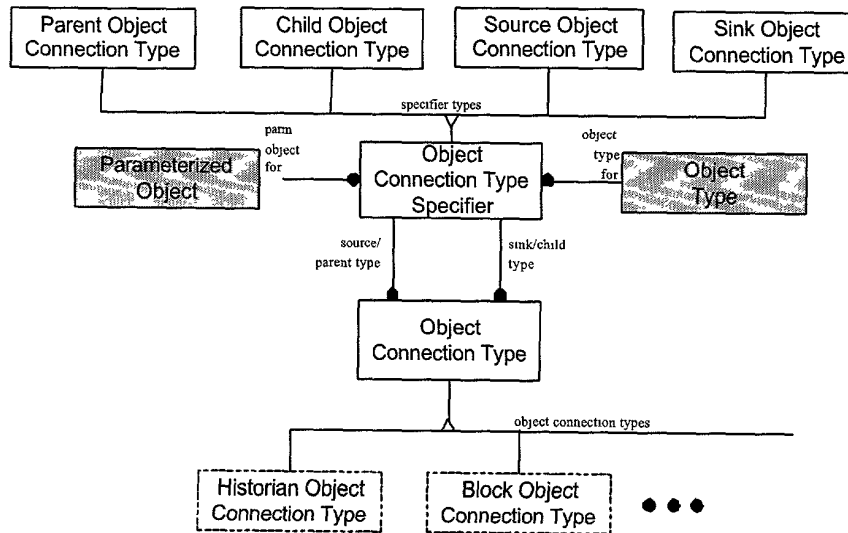 Parent Object
Connection Type
Child Object
Connection Type
Source Object
Connection Type
Sink Object
Connection Type
specifier types
parm
object
for
object
type
for
Parameterized
Object
Object
Connection Type
Specifier
Object
Type
source/
parent type
sink/child
type
Object
Connection Type
object connection types
Historian Object
Connection Type
Block Object
Connection Type